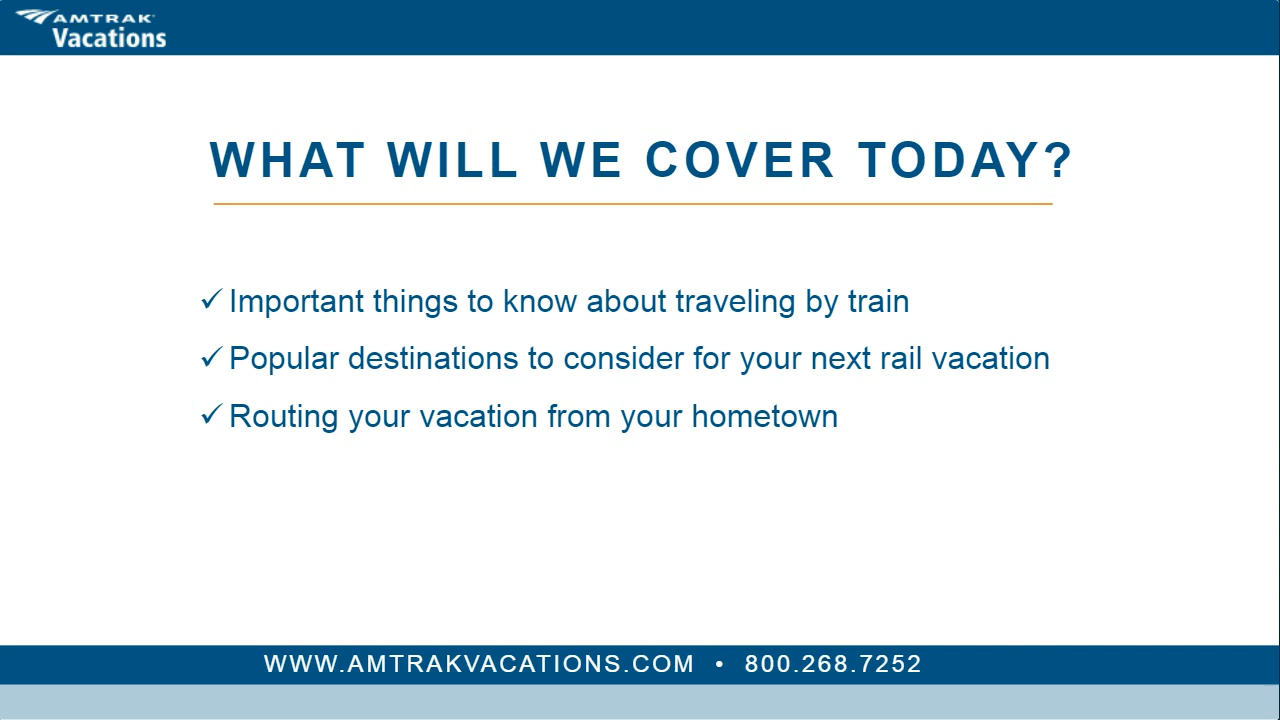 AMTRAK
Vacations
WHAT WILL WE COVER TODAY?
✓ Important things to know about traveling by train
✓ Popular destinations to consider for your next rail vacation
✓ Routing your vacation from your hometown
WWW.AMTRAKVACATIONS.COM • 800.268.7252